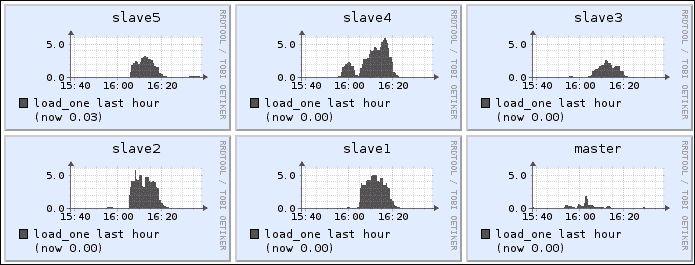 slave5
5.0
0.0
15:40 16:00 16:20
load_one last hour
(now 0.03)
RRDTOOL / TOBI OETIKER
slave4
5.0
0.0
15:40 16:00 16:20
load_one last hour
(now 0.00)
RRDTOOL / TOBI OETIKER
slave3
5.0
0.0
15:40 16:00 16:20
load_one last hour
(now 0.00)
RRDTOOL / TOBI OETIKER
slave2
5.0
0.0
15:40 16:00 16:20
load_one last hour
(now 0.00)
RRDTOOL / TOBI OETIKER
slave1
5.0
0.0
15:40 16:00 16:20
load_one last hour
(now 0.00)
RRDTOOL / TOBI OETIKER
master
5.0
0.0
15:40 16:00 16:20
load_one last hour
(now 0.00)
RRDTOOL / TOBI OETIKER